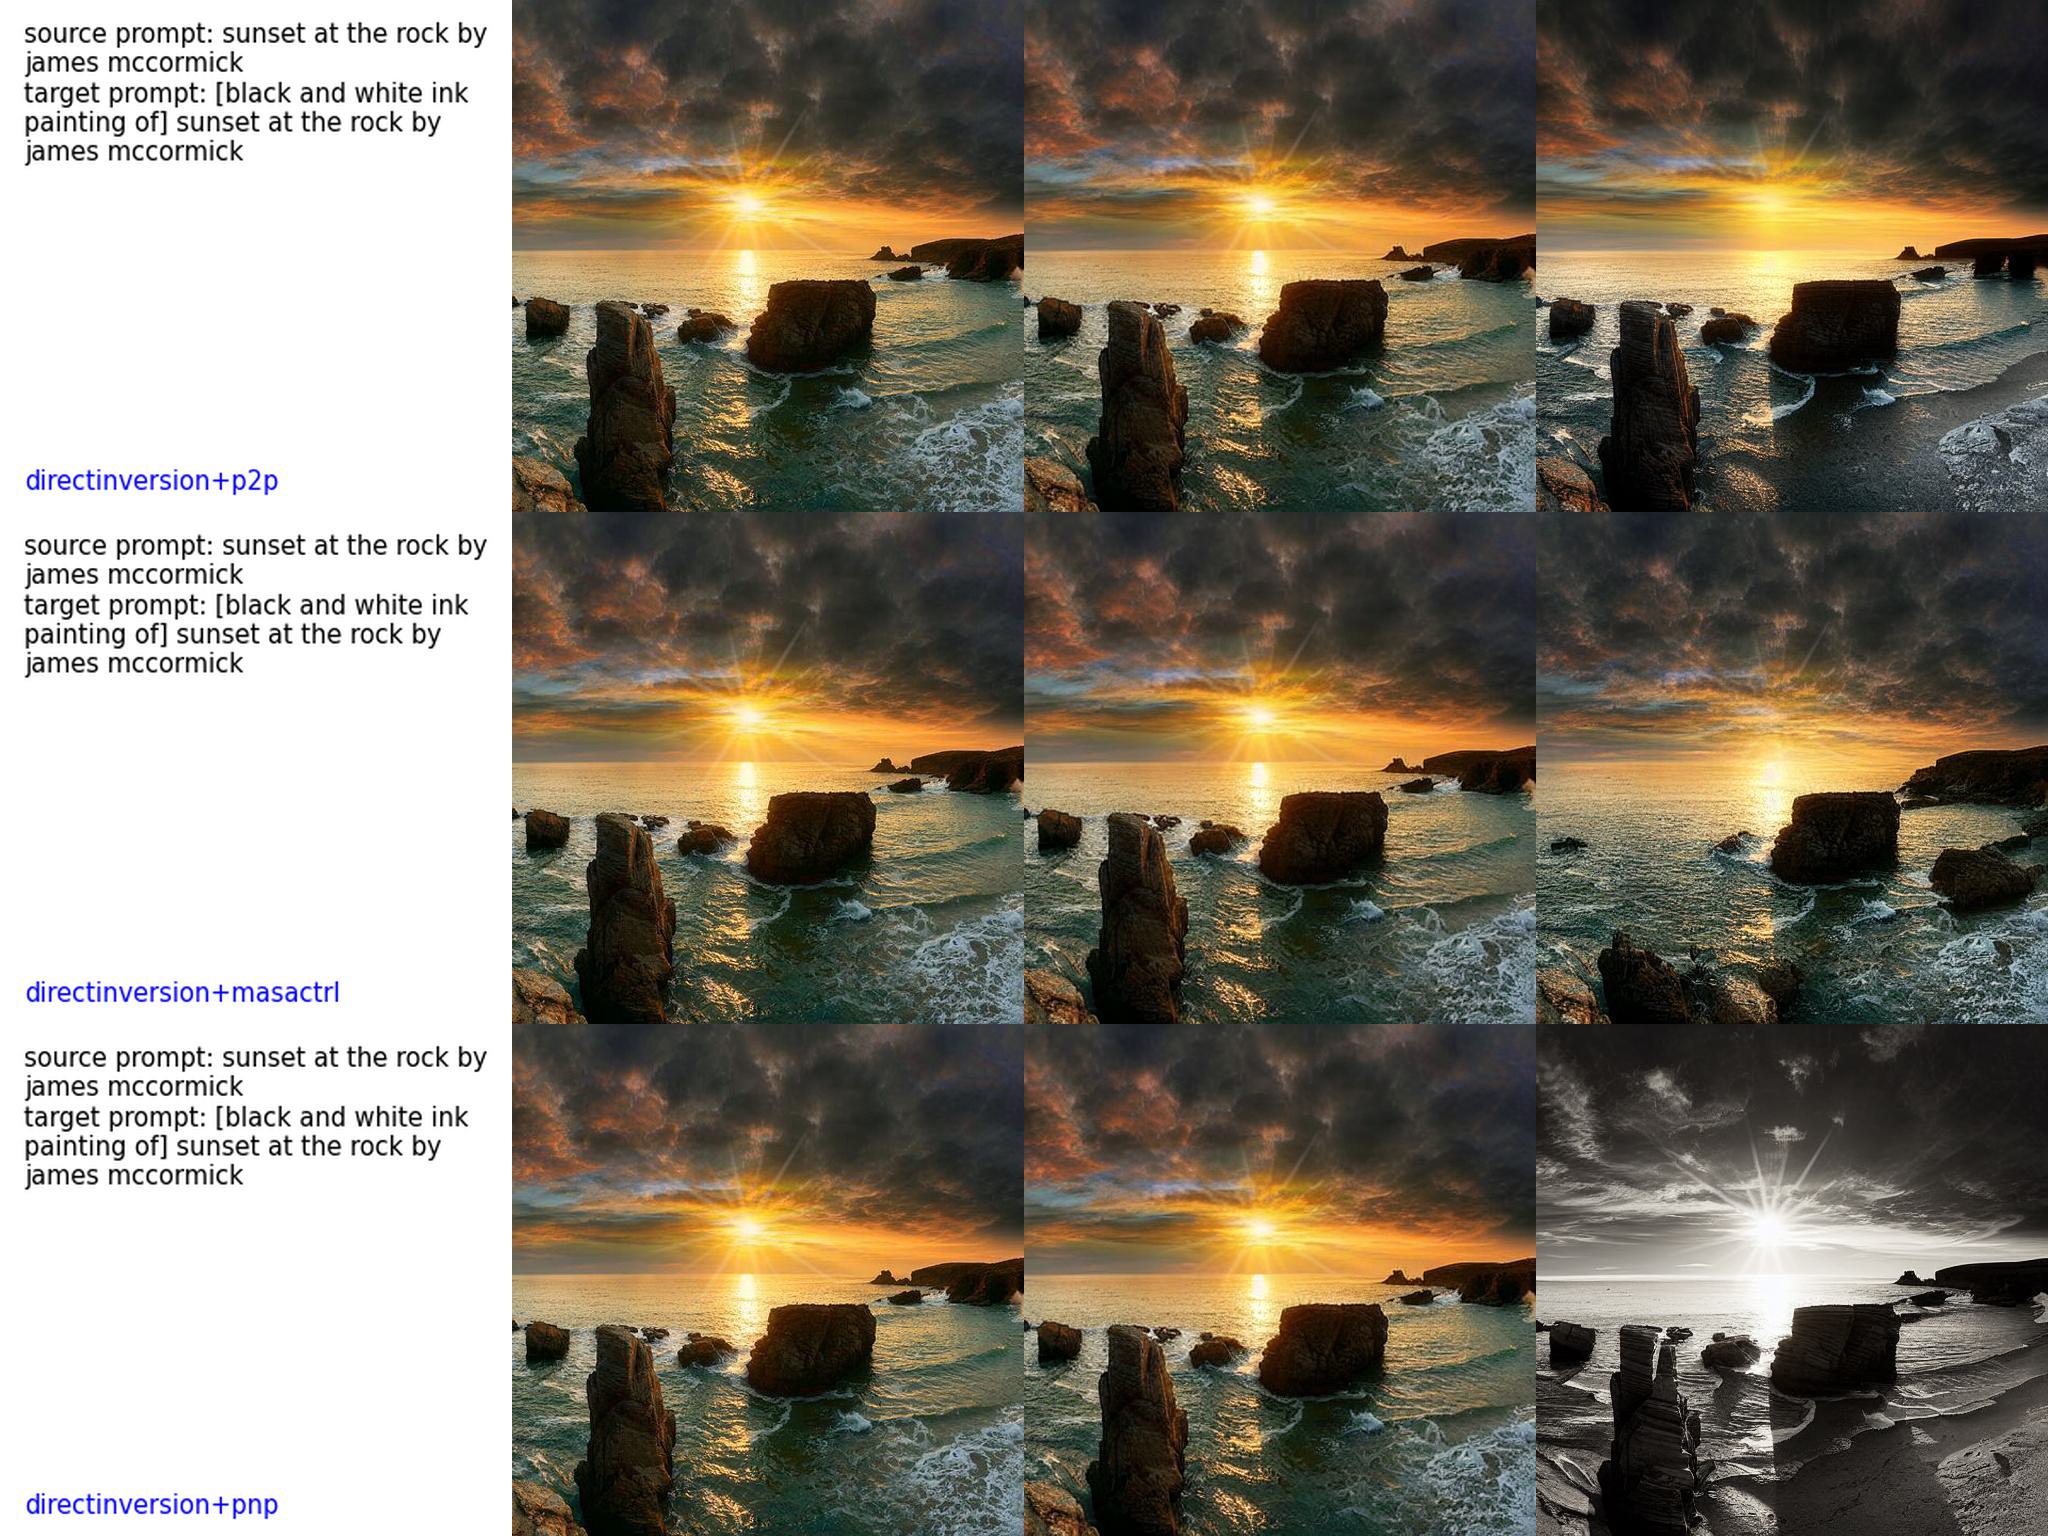 source prompt: sunset at the rock by
james mccormick
target prompt: [black and white ink
painting of] sunset at the rock by
james mccormick
directinversion+p2p
source prompt: sunset at the rock by
james mccormick
target prompt: [black and white ink
painting of] sunset at the rock by
james mccormick
directinversion+masactrl
source prompt: sunset at the rock by
james mccormick
target prompt: [black and white ink
painting of] sunset at the rock by
james mccormick
directinversion+pnp